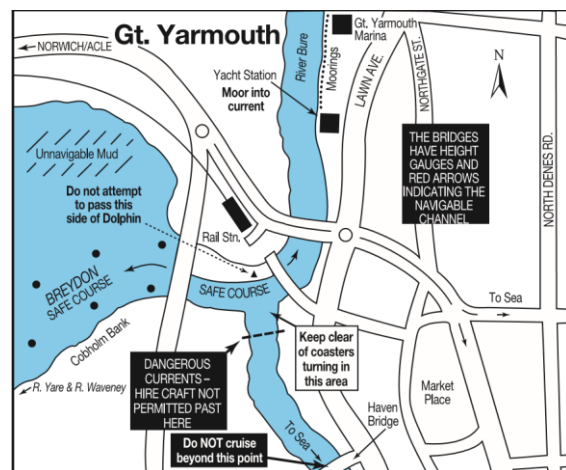 Gt. Yarmouth
NORWICH/ACLE
River Bure
Moorings
Gt. Yarmouth
Marina
LAWN AVE.
NORTHGATE ST.
N
Yacht Station
Moor into
current
Unnavigable Mud
THE BRIDGES
HAVE HEIGHT
GAUGES AND
RED ARROWS
INDICATING THE
NAVIGABLE
CHANNEL
NORTH DENES RD.
Do not attempt
to pass this
side of Dolphin
Rail Stn.
BREYDON
SAFE COURSE
SAFE COURSE
To Sea
Cobholm Bank
Keep clear
of coasters
turning in
this area
DANGEROUS
CURRENTS –
HIRE CRAFT NOT
PERMITTED PAST
HERE
R. Yare & R. Waveney
Market
Place
Haven
Bridge
To Sea
Do NOT cruise
beyond this point